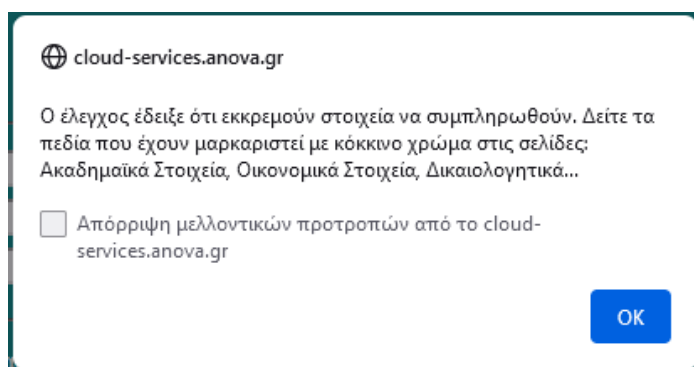 cloud-services.anova.gr
Ο έλεγχος έδειξε ότι εκκρεμούν στοιχεία να συμπληρωθούν. Δείτε τα
πεδία που έχουν μαρκαριστεί με κόκκινο χρώμα στις σελίδες:
Ακαδημαϊκά Στοιχεία, Οικονομικά Στοιχεία, Δικαιολογητικά...
Απόρριψη μελλοντικών προτροπών από το cloud-
services.anova.gr
OK